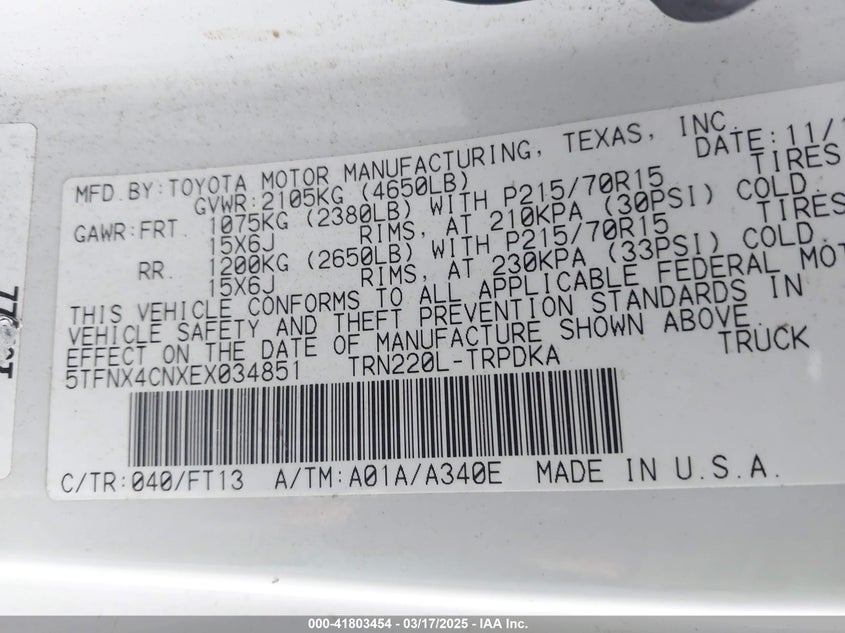 MFD.BY:TOYOTA MOTOR MANUFACTURING, TEXAS, INC.
GVWR:2105KG (4650LB) DATE:11/1
GAWR:FRT. 1075KG (2380LB) WITH P215/70R15 TIRES
15X6J RIMS, AT 210KPA (30PSI) COLD.
RR. 1200KG (2650LB) WITH P215/70R15 TIRES
15X6J RIMS, AT 230KPA (33PSI) COLD.
THIS VEHICLE CONFORMS TO ALL APPLICABLE FEDERAL MOT
VEHICLE SAFETY AND THEFT PREVENTION STANDARDS IN
EFFECT ON THE DATE OF MANUFACTURE SHOWN ABOVE.
5TFNX4CNXEX034851 TRN220L-TRPDKA TRUCK
C/TR:040/FT13 A/TM:A01A/A340E MADE IN U.S.A.
000-41803454 - 03/17/2025 - IAA Inc.